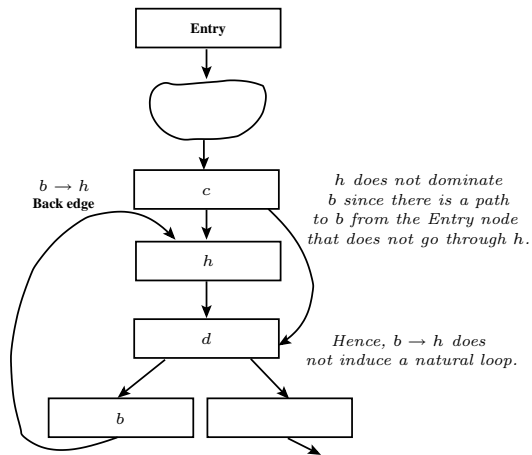 Entry
c
b → h
Back edge
h does not dominate
b since there is a path
to b from the Entry node
that does not go through h.
h
d
Hence, b → h does
not induce a natural loop.
b